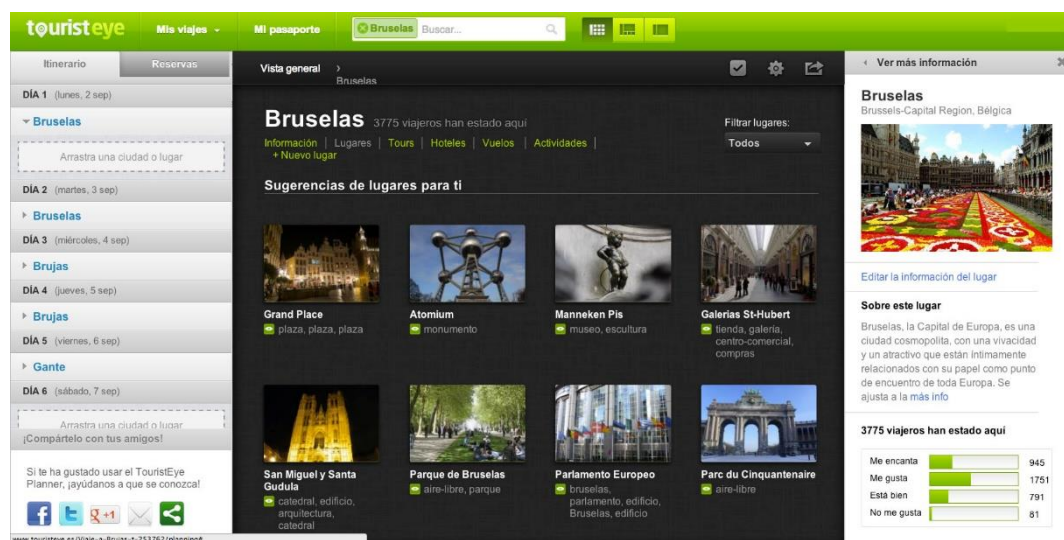 touristeye
Mis viajes
Mi pasaporte
Bruselas
Buscar...
Itinerario
Reservas
DÍA 1 (lunes, 2 sep)
Bruselas
Arrastra una ciudad o lugar
DÍA 2 (martes, 3 sep)
Bruselas
DÍA 3 (miércoles, 4 sep)
Brujas
DÍA 4 (jueves, 5 sep)
Brujas
DÍA 5 (viernes, 6 sep)
Gante
DÍA 6 (sábado, 7 sep)
Arrastra una ciudad o lugar
¡Compártelo con tus amigos!
Si te ha gustado usar el TouristEye
Planner, ¡ayúdanos a que se conozca!
f
t
g +1
www.touristeye.es/Viaje-a-Brujas-t-253762/planning#
Vista general
Bruselas
Bruselas 3775 viajeros han estado aquí
Información | Lugares | Tours | Hoteles | Vuelos | Actividades |
+ Nuevo lugar
Filtrar lugares:
Todos
Sugerencias de lugares para ti
Grand Place
plaza, plaza, plaza
Atomium
monumento
Manneken Pis
museo, escultura
Galerías St-Hubert
tienda, galería,
centro-comercial,
compras
San Miguel y Santa
Gudula
catedral, edificio,
arquitectura,
catedral
Parque de Bruselas
aire-libre, parque
Parlamento Europeo
bruselas,
parlamento, edificio,
Bruselas, edificio
Parc du Cinquantenaire
aire-libre
Ver más información
Bruselas
Brussels-Capital Region, Bélgica
Editar la información del lugar
Sobre este lugar
Bruselas, la Capital de Europa, es una
ciudad cosmopolita, con una vivacidad
y un atractivo que están íntimamente
relacionados con su papel como punto
de encuentro de toda Europa. Se
ajusta a la más info
3775 viajeros han estado aquí
Me encanta 945
Me gusta 1751
Está bien 791
No me gusta 81